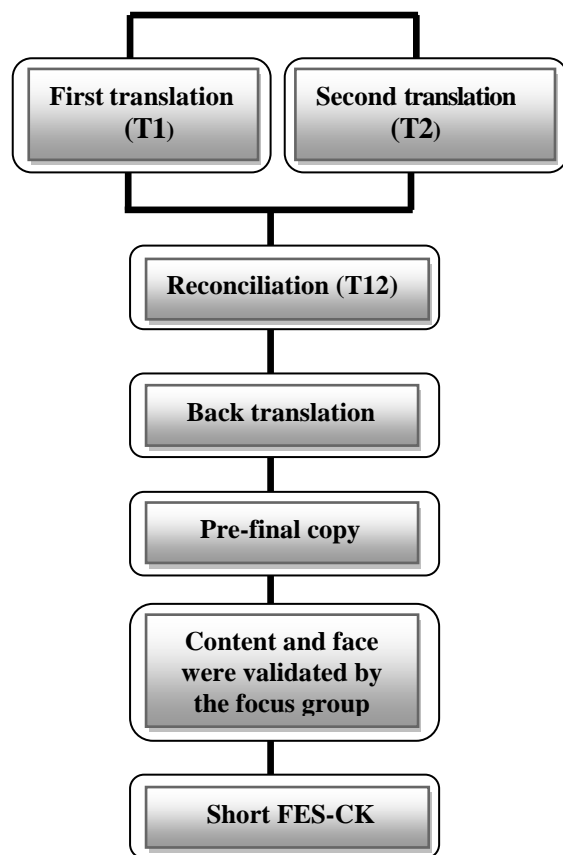 First translation
(T1)
Second translation
(T2)
Reconciliation (T12)
Back translation
Pre-final copy
Content and face
were validated by
the focus group
Short FES-CK